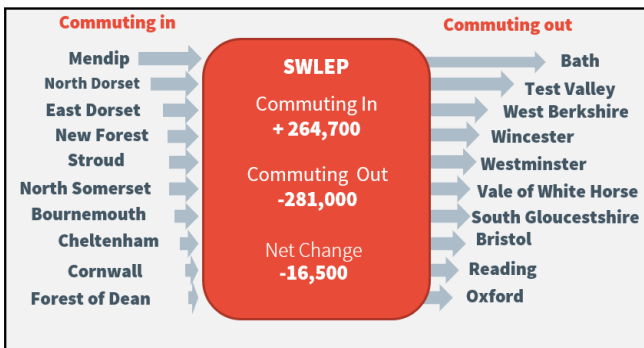 Commuting in
Mendip
North Dorset
East Dorset
New Forest
Stroud
North Somerset
Bournemouth
Cheltenham
Cornwall
Forest of Dean
SWLEP
Commuting In
+ 264,700
Commuting Out
-281,000
Net Change
-16,500
Commuting out
Bath
Test Valley
West Berkshire
Wincester
Westminster
Vale of White Horse
South Gloucestshire
Bristol
Reading
Oxford